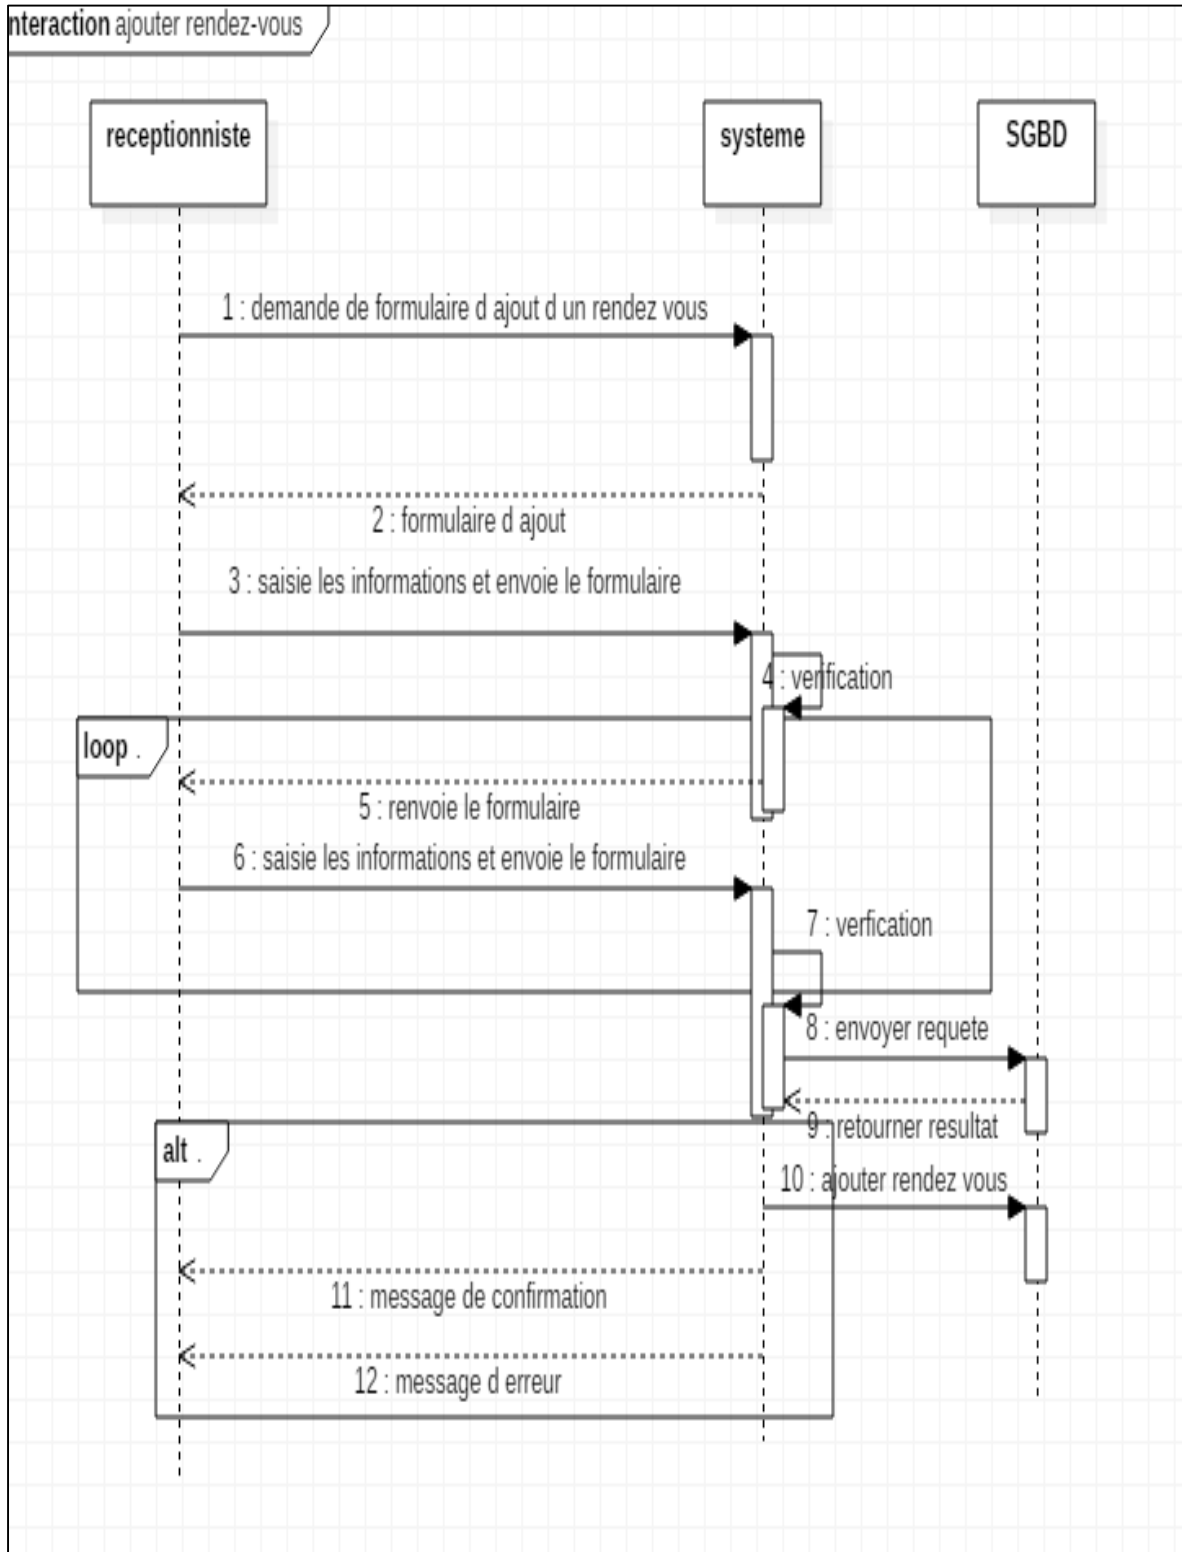 nteraction ajouter rendez-vous
receptionniste
systeme
SGBD
1 : demande de formulaire d ajout d un rendez vous
2 : formulaire d ajout
3 : saisie les informations et envoie le formulaire
4 : verification
loop .
5 : renvoie le formulaire
6 : saisie les informations et envoie le formulaire
7 : verfication
8 : envoyer requete
9 : retourner resultat
alt .
10 : ajouter rendez vous
11 : message de confirmation
12 : message d erreur